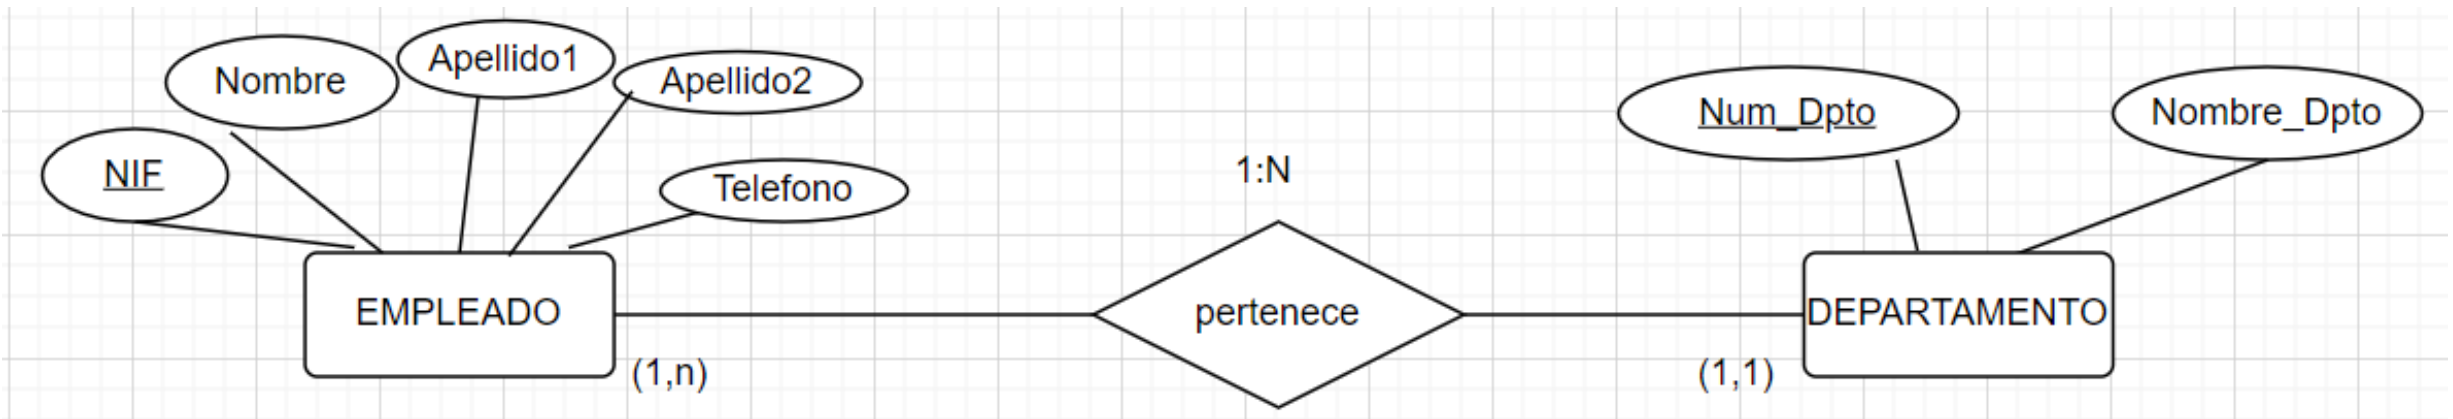 Nombre
Apellido1
Apellido2
NIF
Telefono
EMPLEADO
(1,n)
1:N
pertenece
Num_Dpto
Nombre_Dpto
DEPARTAMENTO
(1,1)